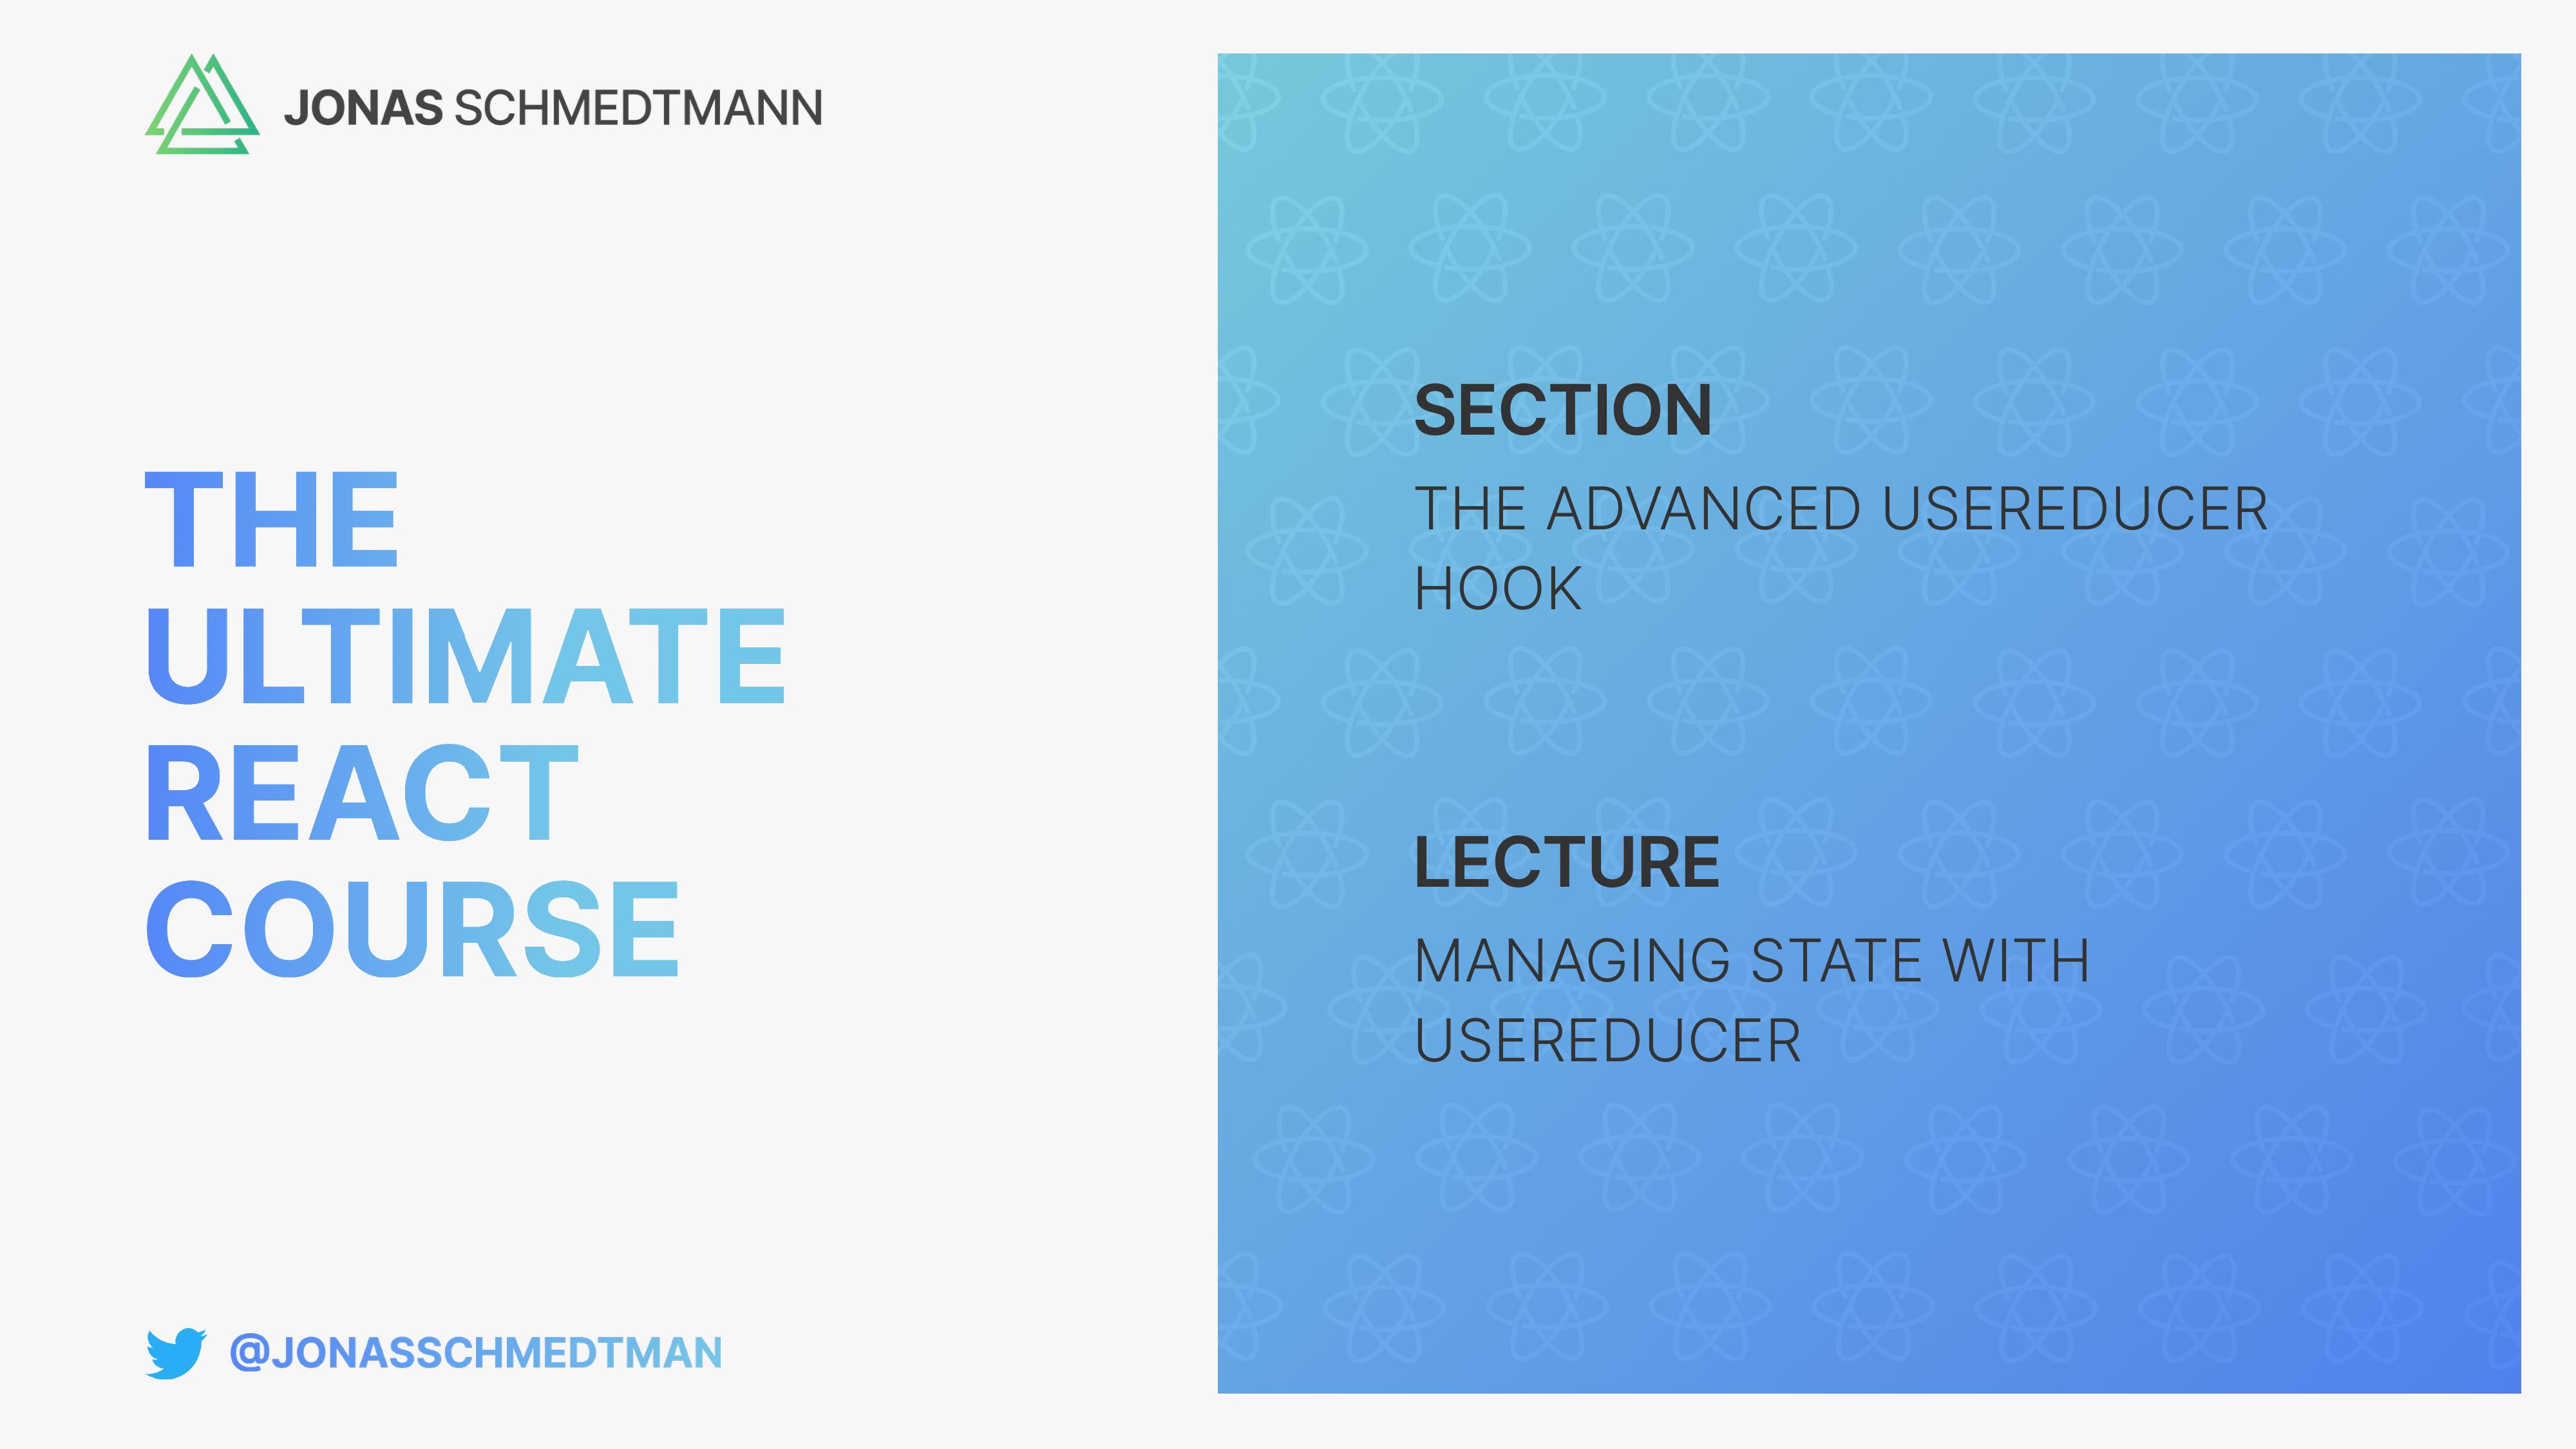 JONAS SCHMEDTMANN
THE
ULTIMATE
REACT
COURSE
@JONASSCHMEDTMAN
SECTION
THE ADVANCED USEREDUCER
HOOK
LECTURE
MANAGING STATE WITH
USEREDUCER